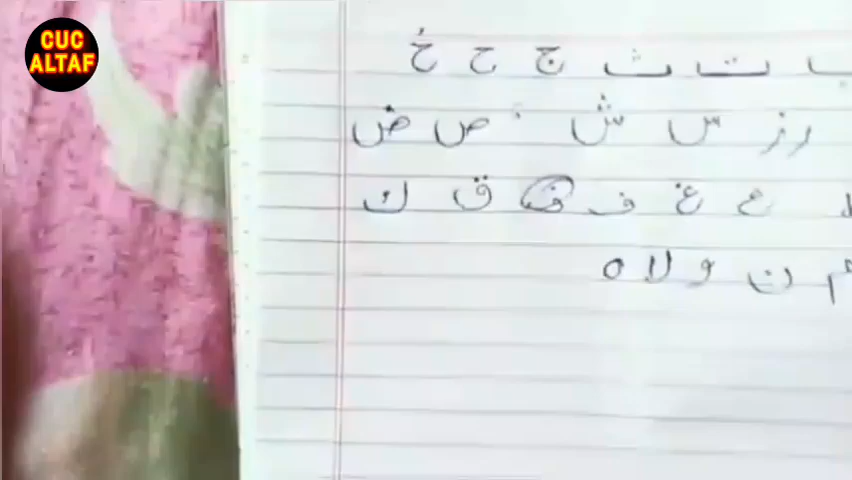 CUC
ALTAF
ب ت ث ج ح خ
ر ز س ش ص ض
ع غ ف ق ك
م ن و لا ه